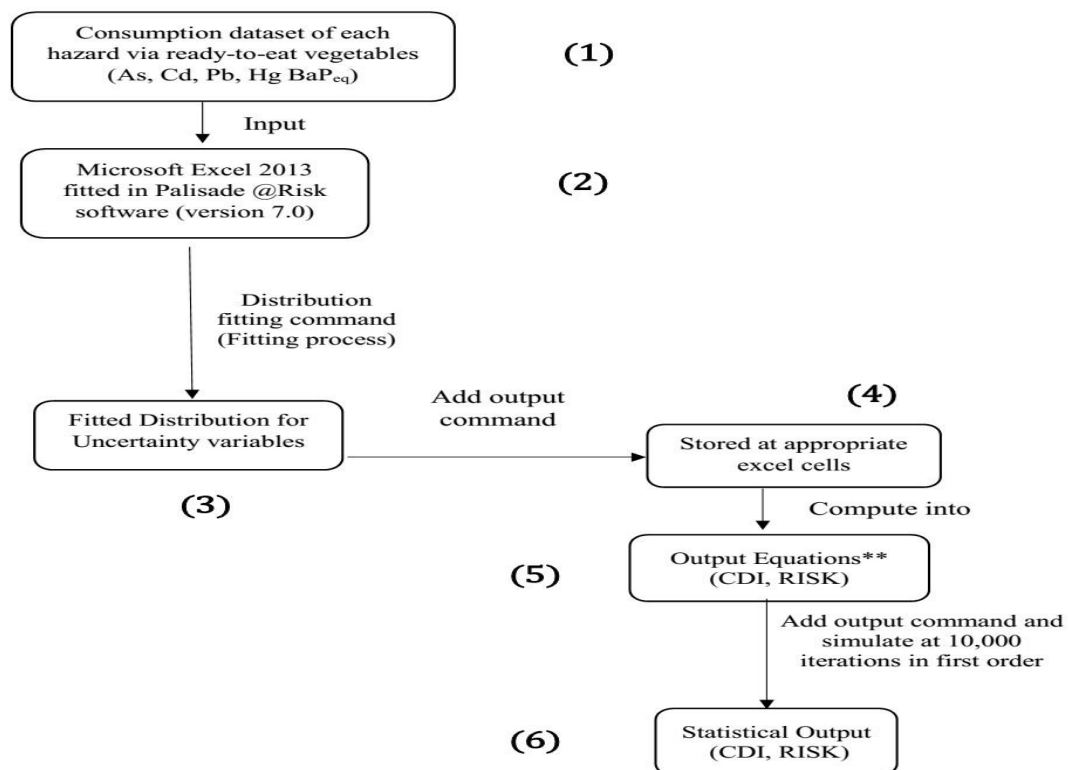 Consumption dataset of each
hazard via ready-to-eat vegetables
(As, Cd, Pb, Hg BaPeq)
(1)
Input
Microsoft Excel 2013
fitted in Palisade @Risk
software (version 7.0)
(2)
Distribution
fitting command
(Fitting process)
Fitted Distribution for
Uncertainty variables
(3)
Add output
command
(4)
Stored at appropriate
excel cells
Compute into
(5)
Output Equations**
(CDI, RISK)
Add output command and
simulate at 10,000
iterations in first order
(6)
Statistical Output
(CDI, RISK)